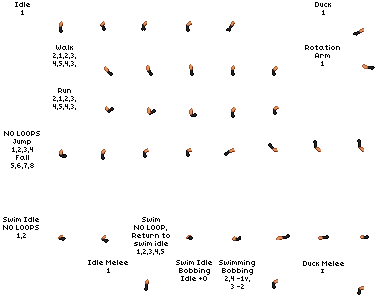 Idle
1
Duck
1
Walk
2,1,2,3,
4,5,4,3,
Rotation
Arm
1
Run
2,1,2,3,
4,5,4,3,
NO LOOPS
Jump
1,2,3,4
Fall
5,6,7,8
Swim Idle
NO LOOPS
1,2
Swim
NO LOOP,
Return to
swim idle
1,2,3,4,5
Idle Melee
1
Swim Idle
Bobbing
Idle +0
Swimming
Bobbing
2,4 -1v,
3 -2
Duck Melee
1